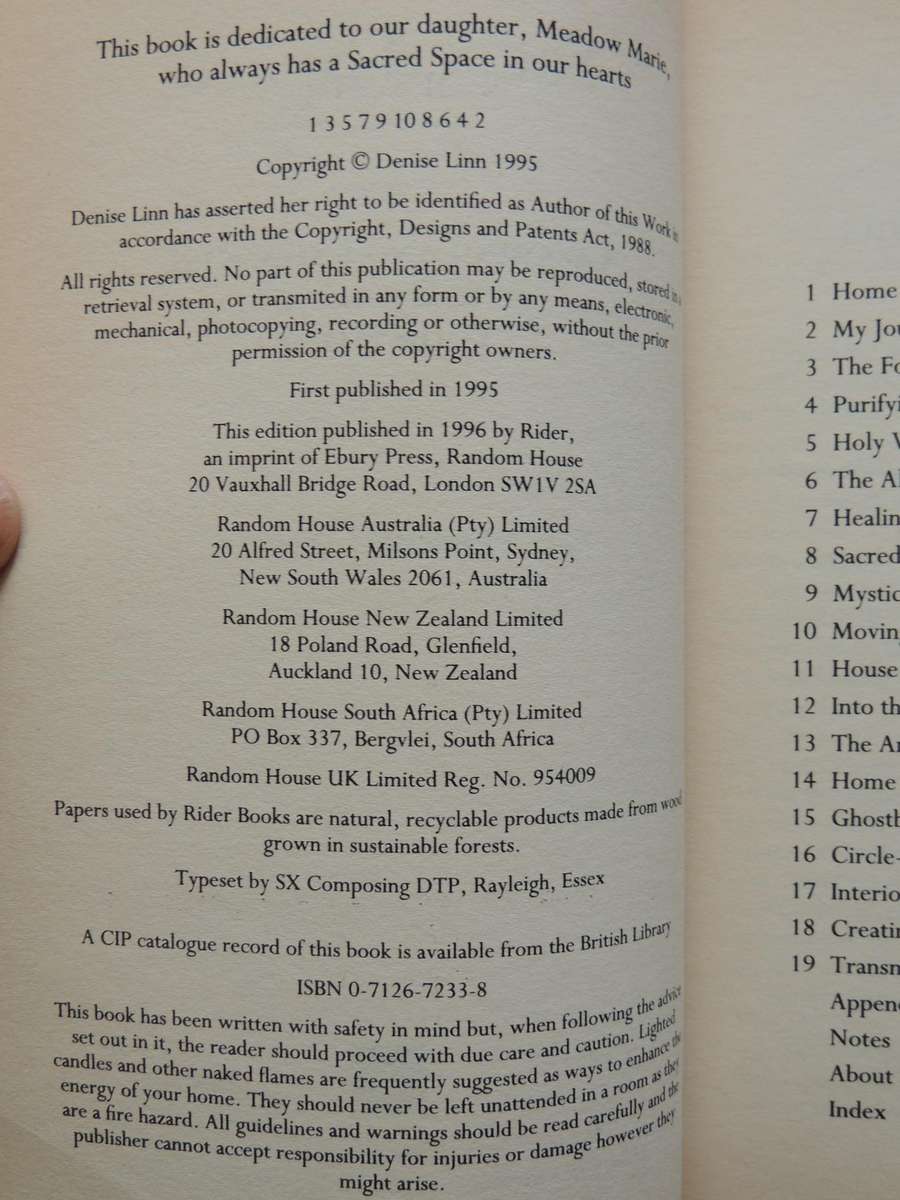 This book is dedicated to our daughter, Meadow Marie,
who always has a Sacred Space in our hearts
1 3 5 7 9 10 8 6 4 2
Copyright © Denise Linn 1995
Denise Linn has asserted her right to be identified as Author of this Work in
accordance with the Copyright, Designs and Patents Act, 1988.
All rights reserved. No part of this publication may be reproduced, stored in a
retrieval system, or transmited in any form or by any means, electronic,
mechanical, photocopying, recording or otherwise, without the prior
permission of the copyright owners.
First published in 1995
This edition published in 1996 by Rider,
an imprint of Ebury Press, Random House
20 Vauxhall Bridge Road, London SW1V 2SA
Random House Australia (Pty) Limited
20 Alfred Street, Milsons Point, Sydney,
New South Wales 2061, Australia
Random House New Zealand Limited
18 Poland Road, Glenfield,
Auckland 10, New Zealand
Random House South Africa (Pty) Limited
PO Box 337, Bergvlei, South Africa
Random House UK Limited Reg. No. 954009
Papers used by Rider Books are natural, recyclable products made from wood
grown in sustainable forests.
Typeset by SX Composing DTP, Rayleigh, Essex
A CIP catalogue record of this book is available from the British Library
ISBN 0-7126-7233-8
This book has been written with safety in mind but, when following the advice
set out in it, the reader should proceed with due care and caution. Lighted
candles and other naked flames are frequently suggested as ways to enhance the
energy of your home. They should never be left unattended in a room as they
are a fire hazard. All guidelines and warnings should be read carefully and the
publisher cannot accept responsibility for injuries or damage however they
might arise.
1 Home
2 My Jou
3 The Fo
4 Purifyi
5 Holy
6 The Al
7 Healin
8 Sacred
9 Mystic
10 Movin
11 House
12 Into th
13 The Ar
14 Home
15 Ghostb
16 Circle-
17 Interio
18 Creatin
19 Transm
Appen
Notes
About
Index